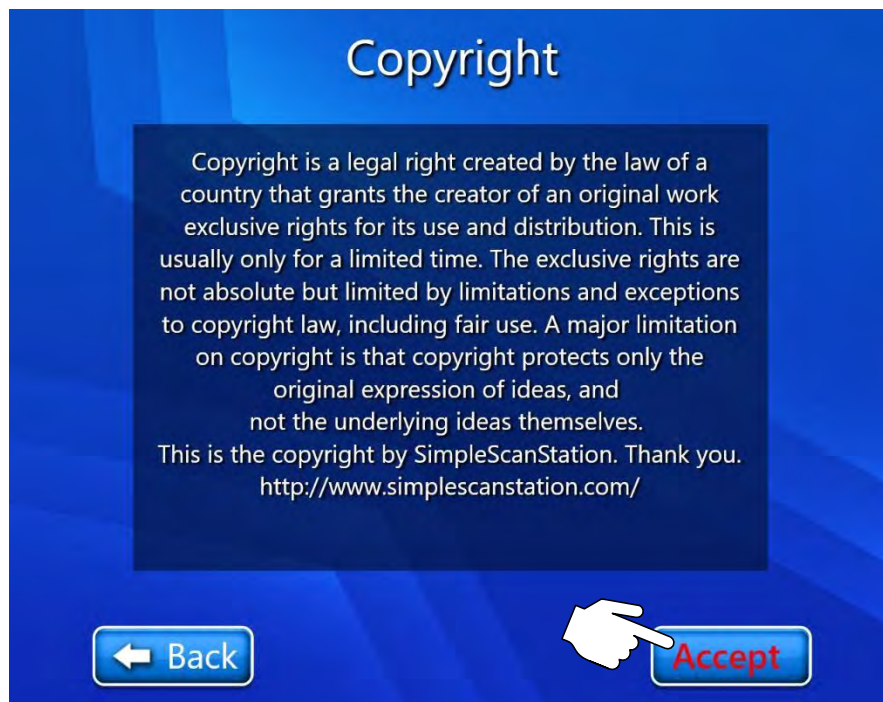 Copyright
Copyright is a legal right created by the law of a
country that grants the creator of an original work
exclusive rights for its use and distribution. This is
usually only for a limited time. The exclusive rights are
not absolute but limited by limitations and exceptions
to copyright law, including fair use. A major limitation
on copyright is that copyright protects only the
original expression of ideas, and
not the underlying ideas themselves.
This is the copyright by SimpleScanStation. Thank you.
http://www.simplescanstation.com/
Back
Accept